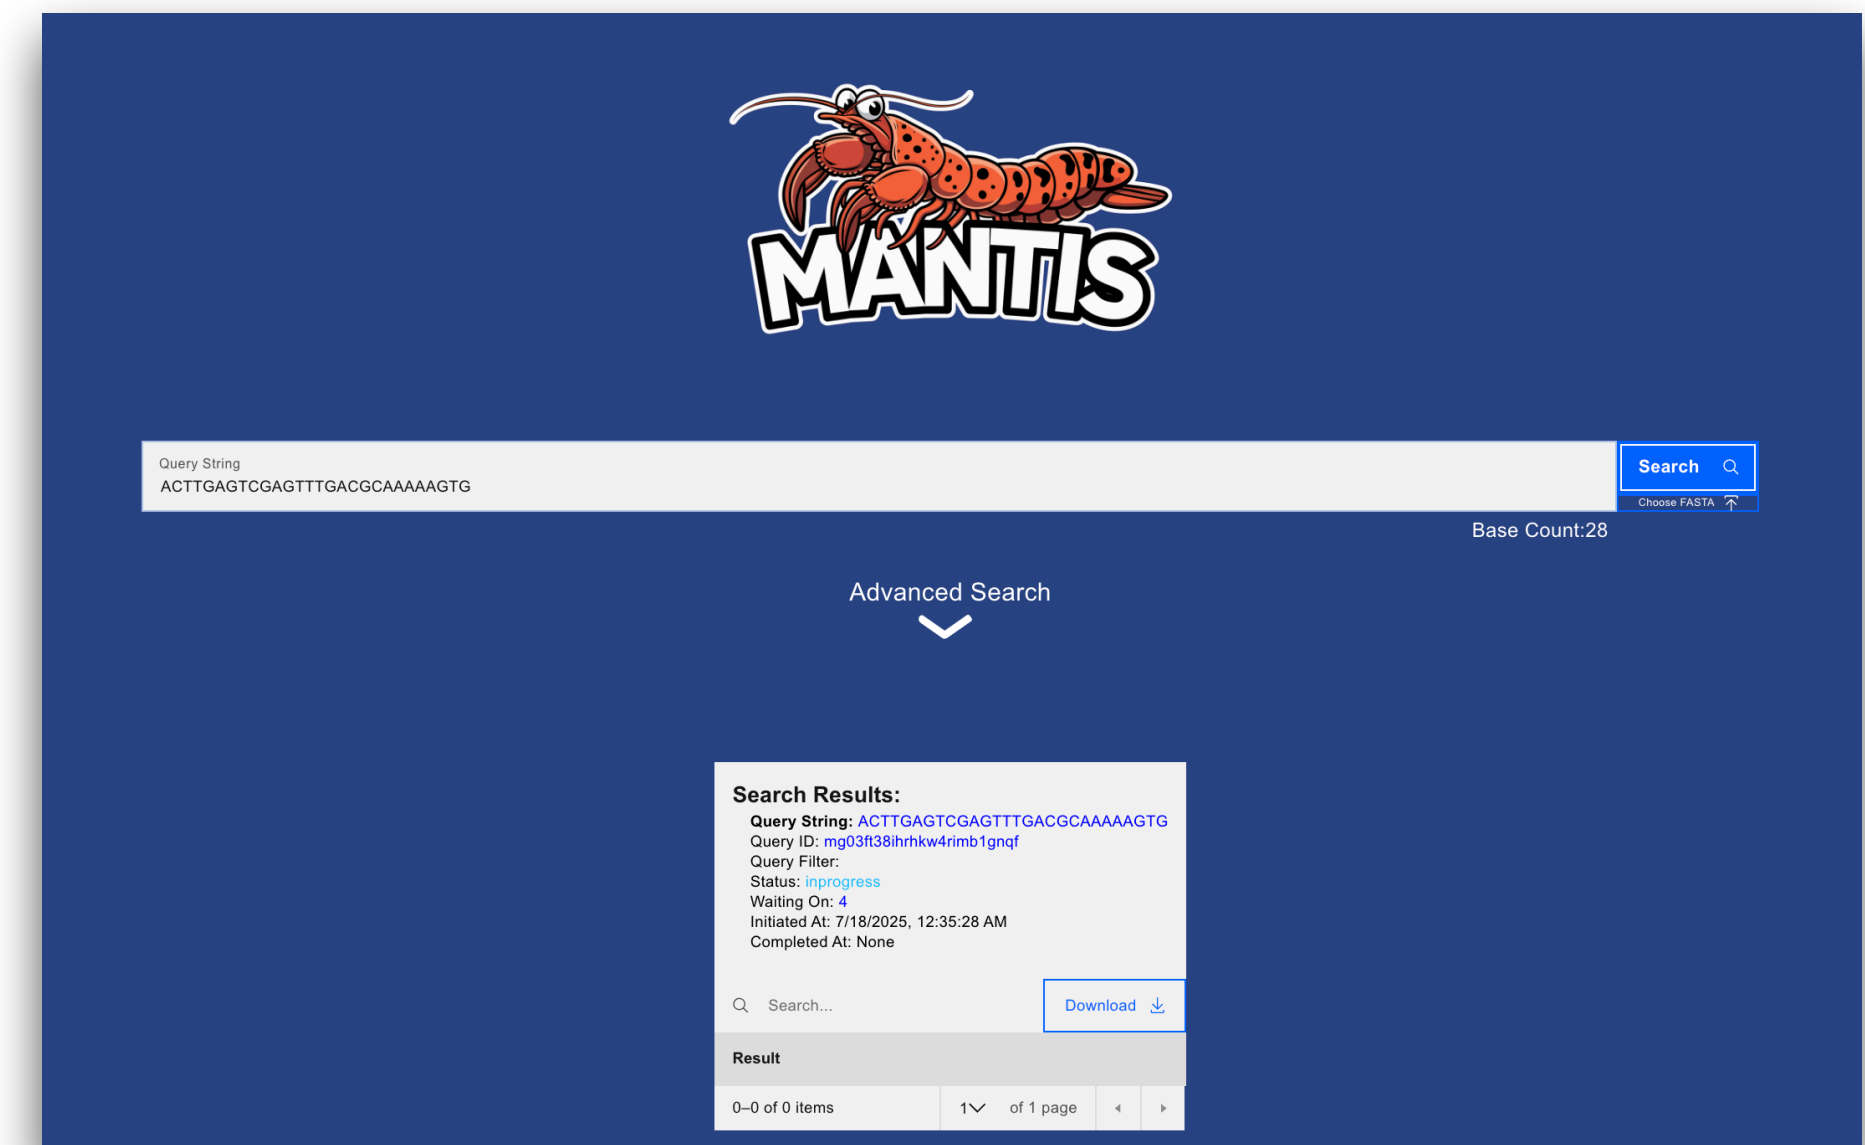 MANTIS
Query String
ACTTGAGTCGAGTTTGACGCAAAAAGTG
Search
Choose FASTA
Base Count:28
Advanced Search
Search Results:
Query String: ACTTGAGTCGAGTTTGACGCAAAAAGTG
Query ID: mg03ft38ihrhkw4rimb1gnqf
Query Filter:
Status: inprogress
Waiting On: 4
Initiated At: 7/18/2025, 12:35:28 AM
Completed At: None
Search...
Download
Result
0–0 of 0 items 1 of 1 page